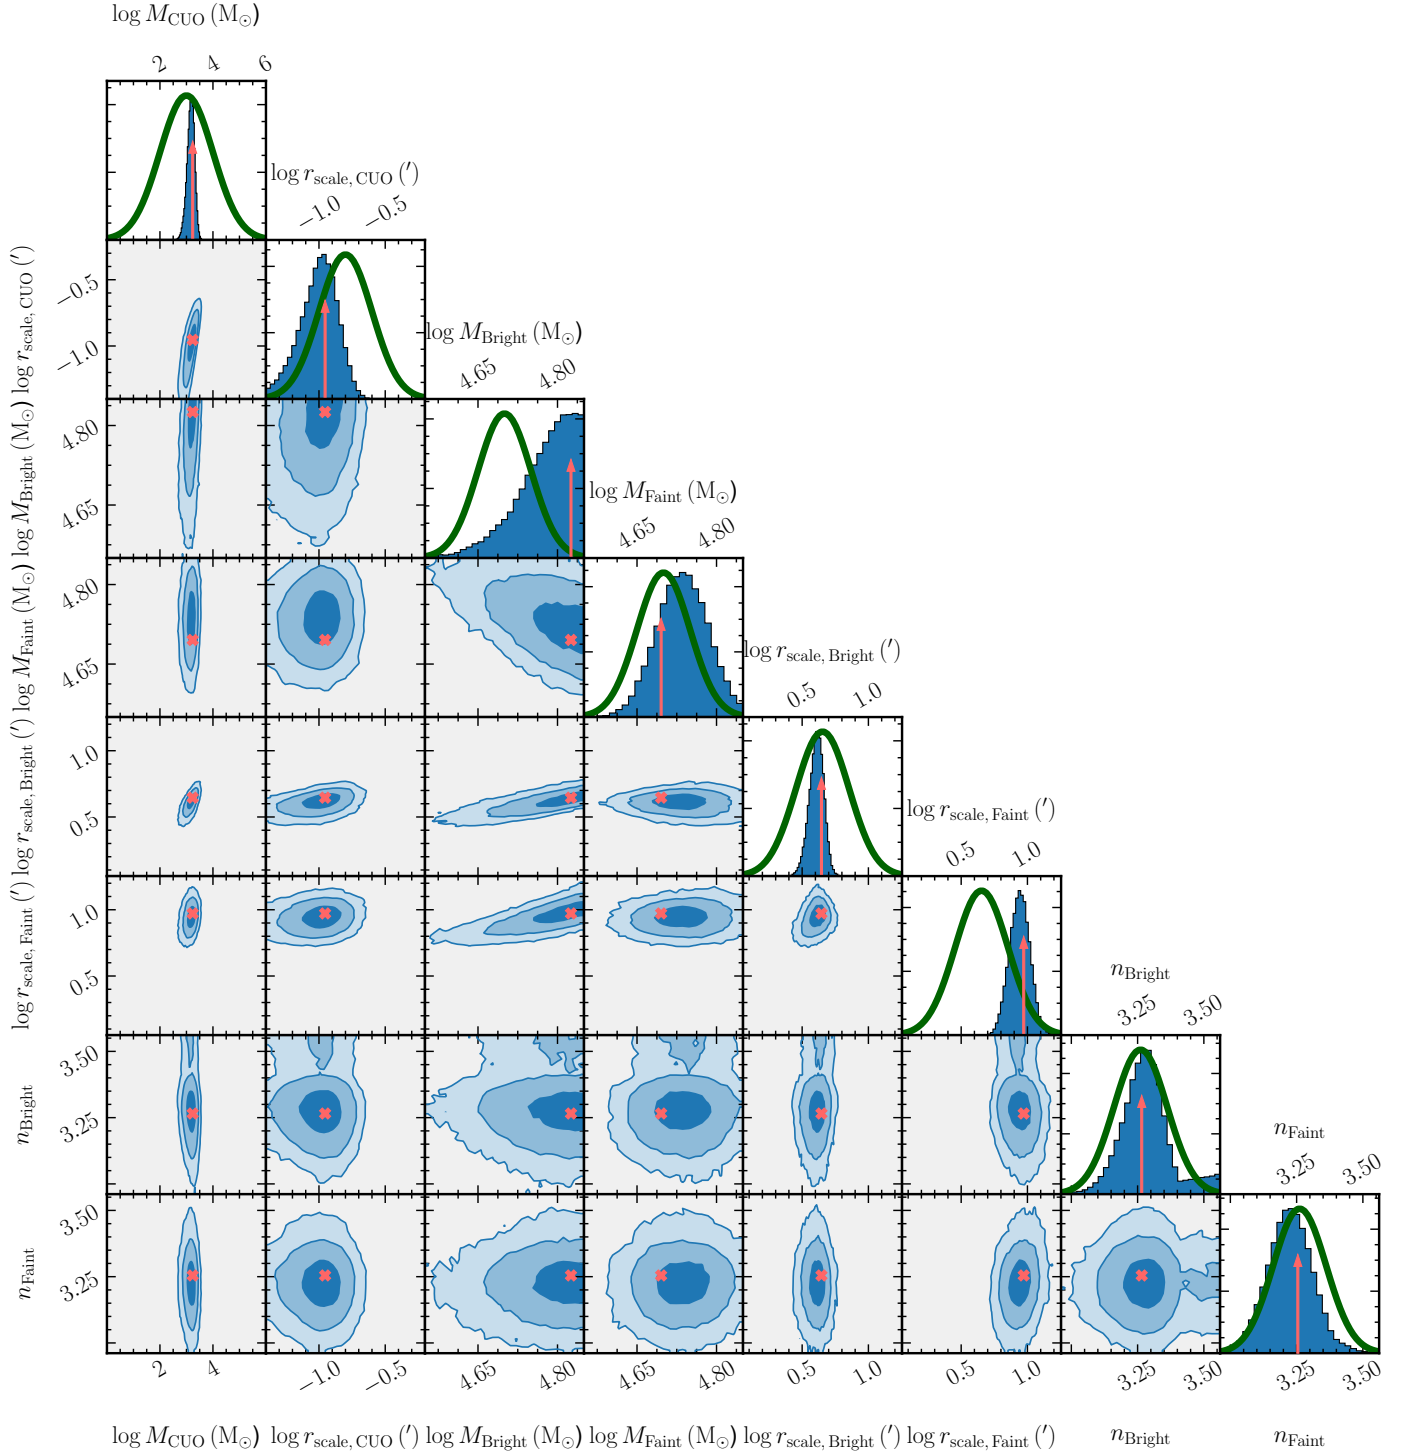 log M_CUO (M_⊙)
2 4 6
log r_scale, CUO (′)
−1.0 −0.5
log M_Bright (M_⊙)
4.65 4.80
log M_Faint (M_⊙)
4.65 4.80
log r_scale, Bright (′)
0.5 1.0
log r_scale, Faint (′)
0.5 1.0
n_Bright
3.25 3.50
n_Faint
3.25 3.50
log r_scale, CUO (′)
−0.5
−1.0
log M_Bright (M_⊙)
4.80
4.65
log M_Faint (M_⊙)
4.80
4.65
log r_scale, Bright (′)
1.0
0.5
log r_scale, Faint (′)
1.0
0.5
n_Bright
3.50
3.25
n_Faint
3.50
3.25
2 4 −1.0 −0.5 4.65 4.80 4.65 4.80 0.5 1.0 0.5 1.0 3.25 3.50 3.25 3.50
log M_CUO (M_⊙) log r_scale, CUO (′) log M_Bright (M_⊙) log M_Faint (M_⊙) log r_scale, Bright (′) log r_scale, Faint (′) n_Bright n_Faint